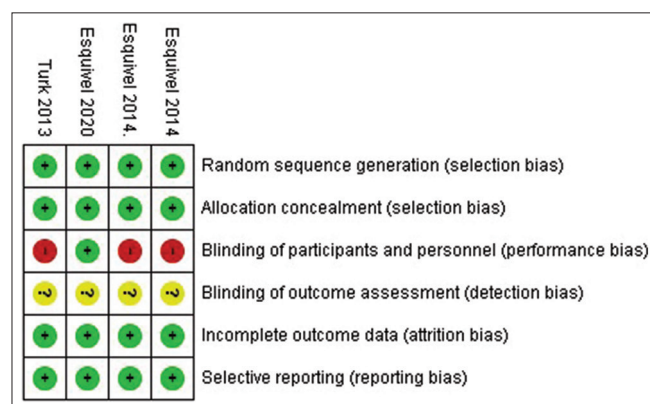 Turk 2013
Esquivel 2020
Esquivel 2014.
Esquivel 2014
+ + + + Random sequence generation (selection bias)
+ + + + Allocation concealment (selection bias)
- + - - Blinding of participants and personnel (performance bias)
? ? ? ? Blinding of outcome assessment (detection bias)
+ + + + Incomplete outcome data (attrition bias)
+ + + + Selective reporting (reporting bias)